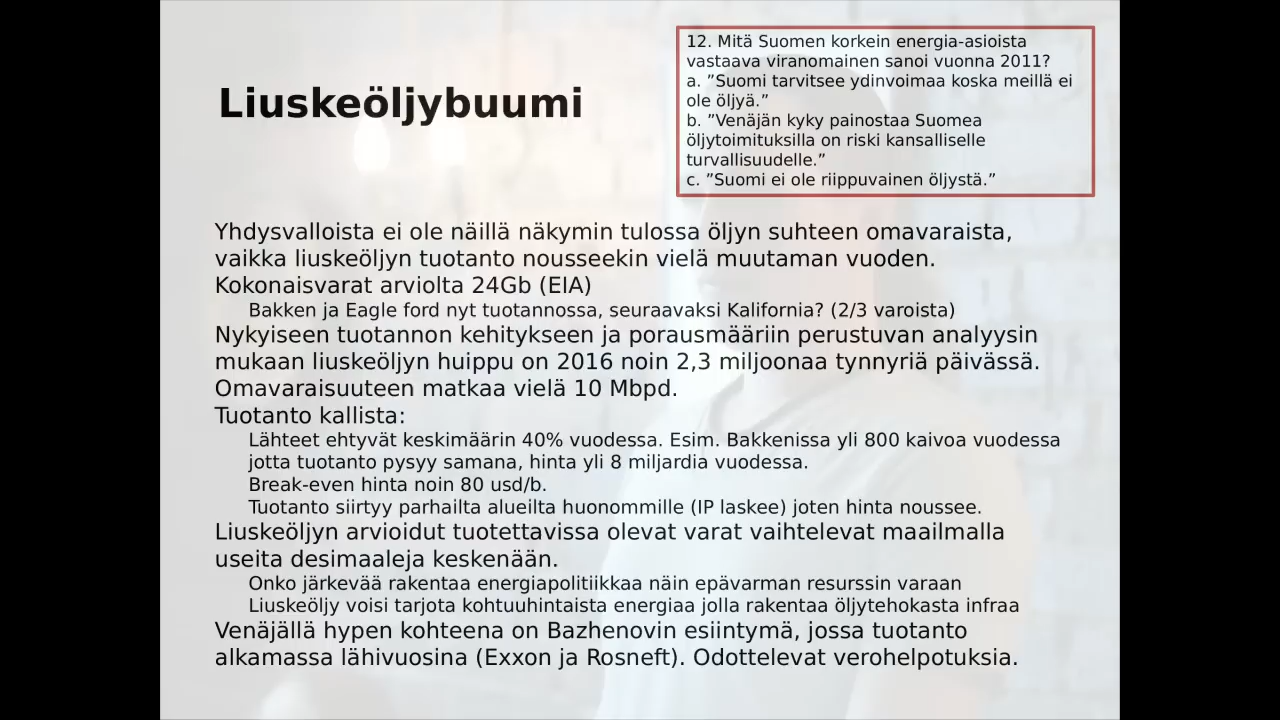 Liuskeöljybuumi
12. Mitä Suomen korkein energia-asioista
vastaava viranomainen sanoi vuonna 2011?
a. ”Suomi tarvitsee ydinvoimaa koska meillä ei
ole öljyä.”
b. ”Venäjän kyky painostaa Suomea
öljytoimituksilla on riski kansalliselle
turvallisuudelle.”
c. ”Suomi ei ole riippuvainen öljystä.”
Yhdysvalloista ei ole näillä näkymin tulossa öljyn suhteen omavaraista,
vaikka liuskeöljyn tuotanto nousseekin vielä muutaman vuoden.
Kokonaisvarat arviolta 24Gb (EIA)
Bakken ja Eagle ford nyt tuotannossa, seuraavaksi Kalifornia? (2/3 varoista)
Nykyiseen tuotannon kehitykseen ja porausmääriin perustuvan analyysin
mukaan liuskeöljyn huippu on 2016 noin 2,3 miljoonaa tynnyriä päivässä.
Omavaraisuuteen matkaa vielä 10 Mbpd.
Tuotanto kallista:
Lähteet ehtyvät keskimäärin 40% vuodessa. Esim. Bakkenissa yli 800 kaivoa vuodessa
jotta tuotanto pysyy samana, hinta yli 8 miljardia vuodessa.
Break-even hinta noin 80 usd/b.
Tuotanto siirtyy parhailta alueilta huonommille (IP laskee) joten hinta noussee.
Liuskeöljyn arvioidut tuotettavissa olevat varat vaihtelevat maailmalla
useita desimaaleja keskenään.
Onko järkevää rakentaa energiapolitiikkaa näin epävarman resurssin varaan
Liuskeöljy voisi tarjota kohtuuhintaista energiaa jolla rakentaa öljytehokasta infraa
Venäjällä hypen kohteena on Bazhenovin esiintymä, jossa tuotanto
alkamassa lähivuosina (Exxon ja Rosneft). Odottelevat verohelpotuksia.